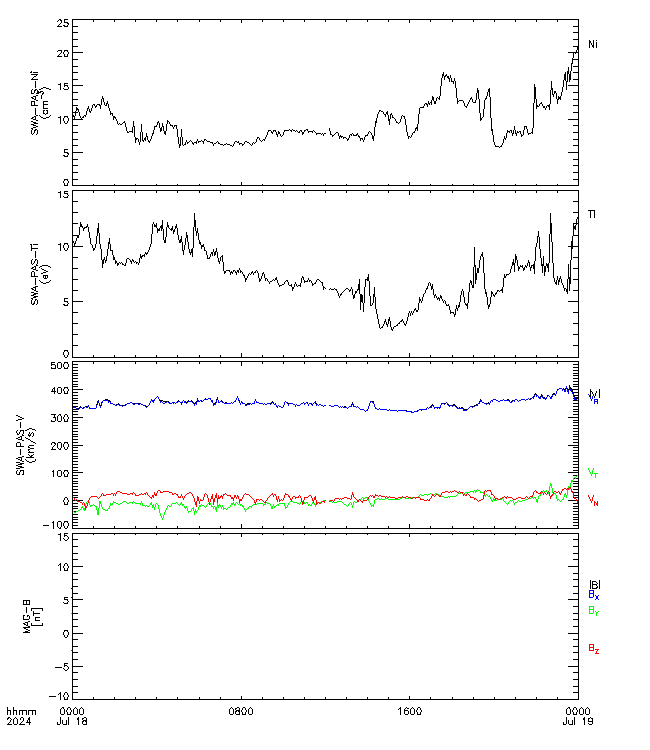 25
20
15
10
5
0
SWA-PAS-Ni
(cm^-3)
Ni
15
10
5
0
SWA-PAS-Ti
(eV)
Ti
500
400
300
200
100
0
-100
SWA-PAS-V
(km/s)
|V|
V_R
V_T
V_N
15
10
5
0
-5
-10
MAG-B
[nT]
|B|
B_X
B_Y
B_Z
hhmm 0000 0800 1600 0000
2024 Jul 18 Jul 19